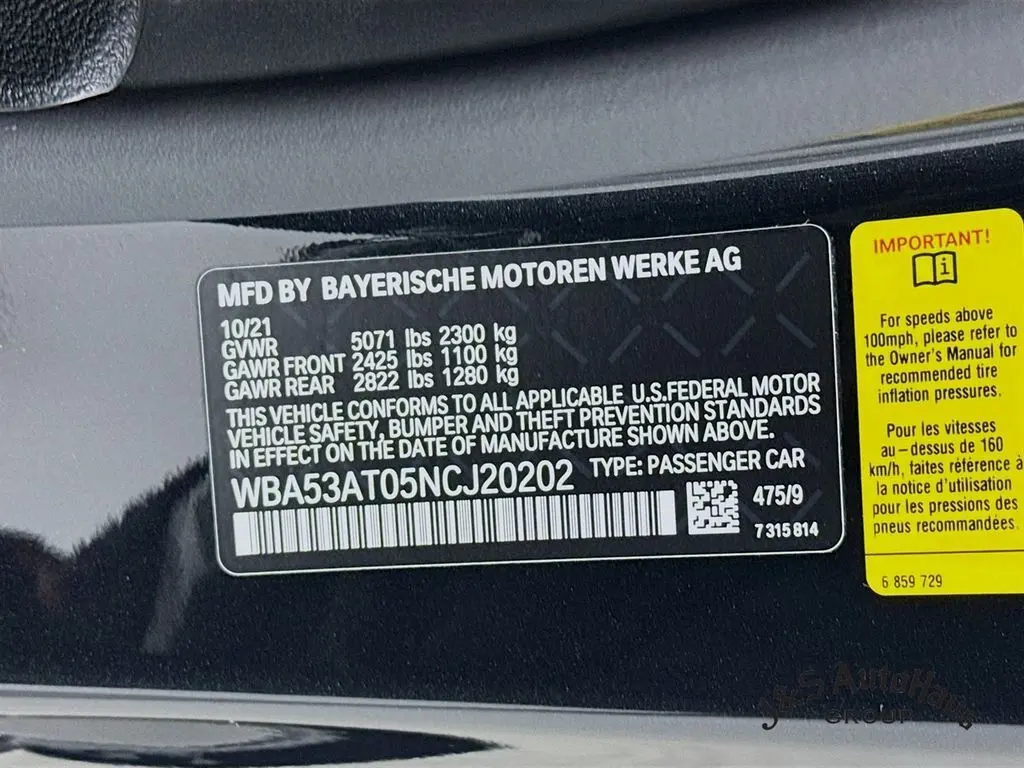 MFD BY BAYERISCHE MOTOREN WERKE AG
10/21
GVWR 5071 lbs 2300 kg
GAWR FRONT 2425 lbs 1100 kg
GAWR REAR 2822 lbs 1280 kg
THIS VEHICLE CONFORMS TO ALL APPLICABLE U.S.FEDERAL MOTOR
VEHICLE SAFETY, BUMPER AND THEFT PREVENTION STANDARDS
IN EFFECT ON THE DATE OF MANUFACTURE SHOWN ABOVE.
WBA53AT05NCJ20202 TYPE: PASSENGER CAR
475/9
7 315 814
IMPORTANT!
i
For speeds above
100mph, please refer to
the Owner's Manual for
recommended tire
inflation pressures.
Pour les vitesses
au-dessus de 160
km/h, faites référence à
la notice d'utilisation
pour les pressions des
pneus recommandées.
6 859 729
J&S AutoHaus
GROUP